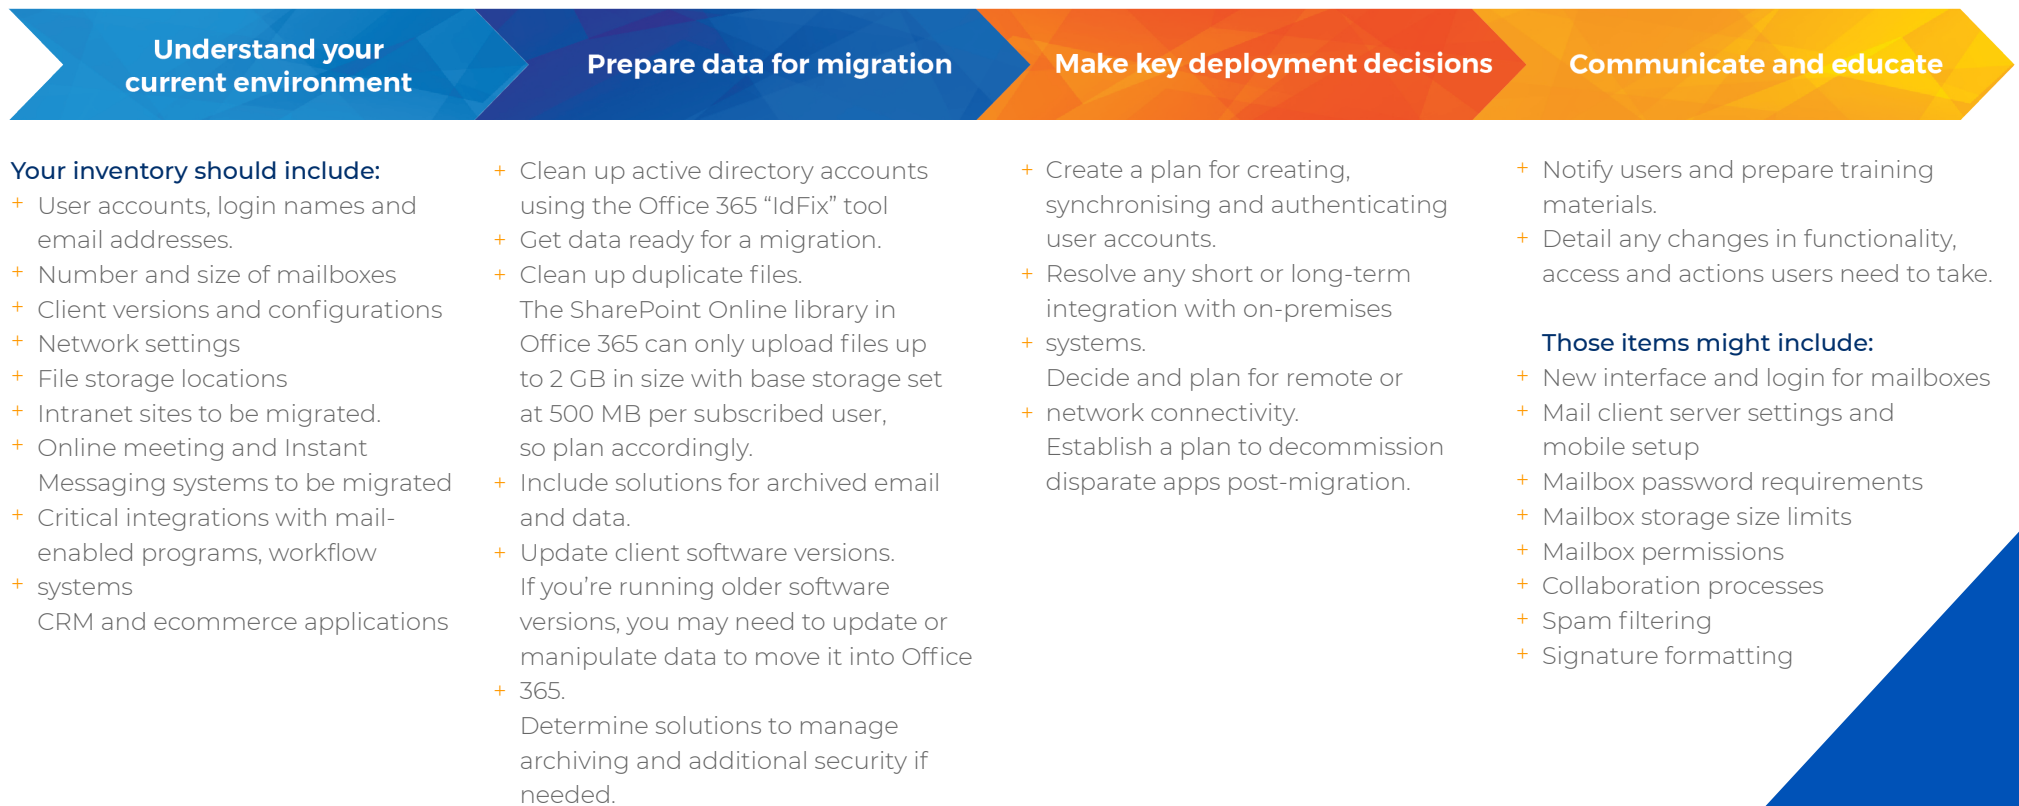 Understand your
current environment
Prepare data for migration
Make key deployment decisions
Communicate and educate
Your inventory should include:
+ User accounts, login names and
email addresses.
+ Number and size of mailboxes
+ Client versions and configurations
+ Network settings
+ File storage locations
+ Intranet sites to be migrated.
+ Online meeting and Instant
Messaging systems to be migrated
+ Critical integrations with mail-
enabled programs, workflow
+ systems
CRM and ecommerce applications
+ Clean up active directory accounts
using the Office 365 “IdFix” tool
+ Get data ready for a migration.
+ Clean up duplicate files.
The SharePoint Online library in
Office 365 can only upload files up
to 2 GB in size with base storage set
at 500 MB per subscribed user,
so plan accordingly.
+ Include solutions for archived email
and data.
+ Update client software versions.
If you’re running older software
versions, you may need to update or
manipulate data to move it into Office
+ 365.
Determine solutions to manage
archiving and additional security if
needed.
+ Create a plan for creating,
synchronising and authenticating
user accounts.
+ Resolve any short or long-term
integration with on-premises
+ systems.
Decide and plan for remote or
+ network connectivity.
Establish a plan to decommission
disparate apps post-migration.
+ Notify users and prepare training
materials.
+ Detail any changes in functionality,
access and actions users need to take.
Those items might include:
+ New interface and login for mailboxes
+ Mail client server settings and
mobile setup
+ Mailbox password requirements
+ Mailbox storage size limits
+ Mailbox permissions
+ Collaboration processes
+ Spam filtering
+ Signature formatting